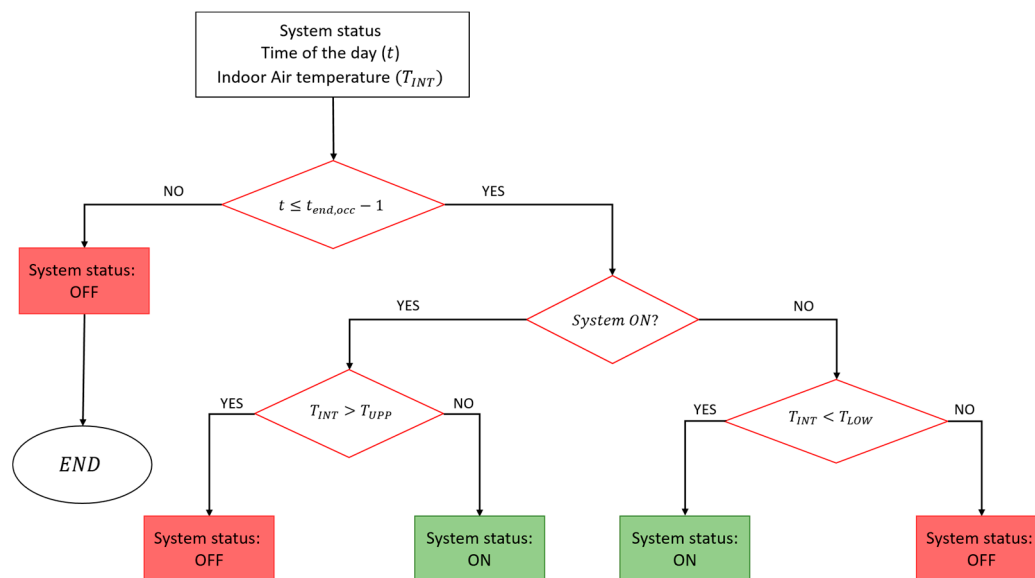 System status
Time of the day (t)
Indoor Air temperature (T_INT)
NO
YES
t ≤ t_end,occ − 1
System status:
OFF
YES
NO
System ON?
YES
NO
T_INT > T_UPP
YES
NO
T_INT < T_LOW
END
System status:
OFF
System status:
ON
System status:
ON
System status:
OFF